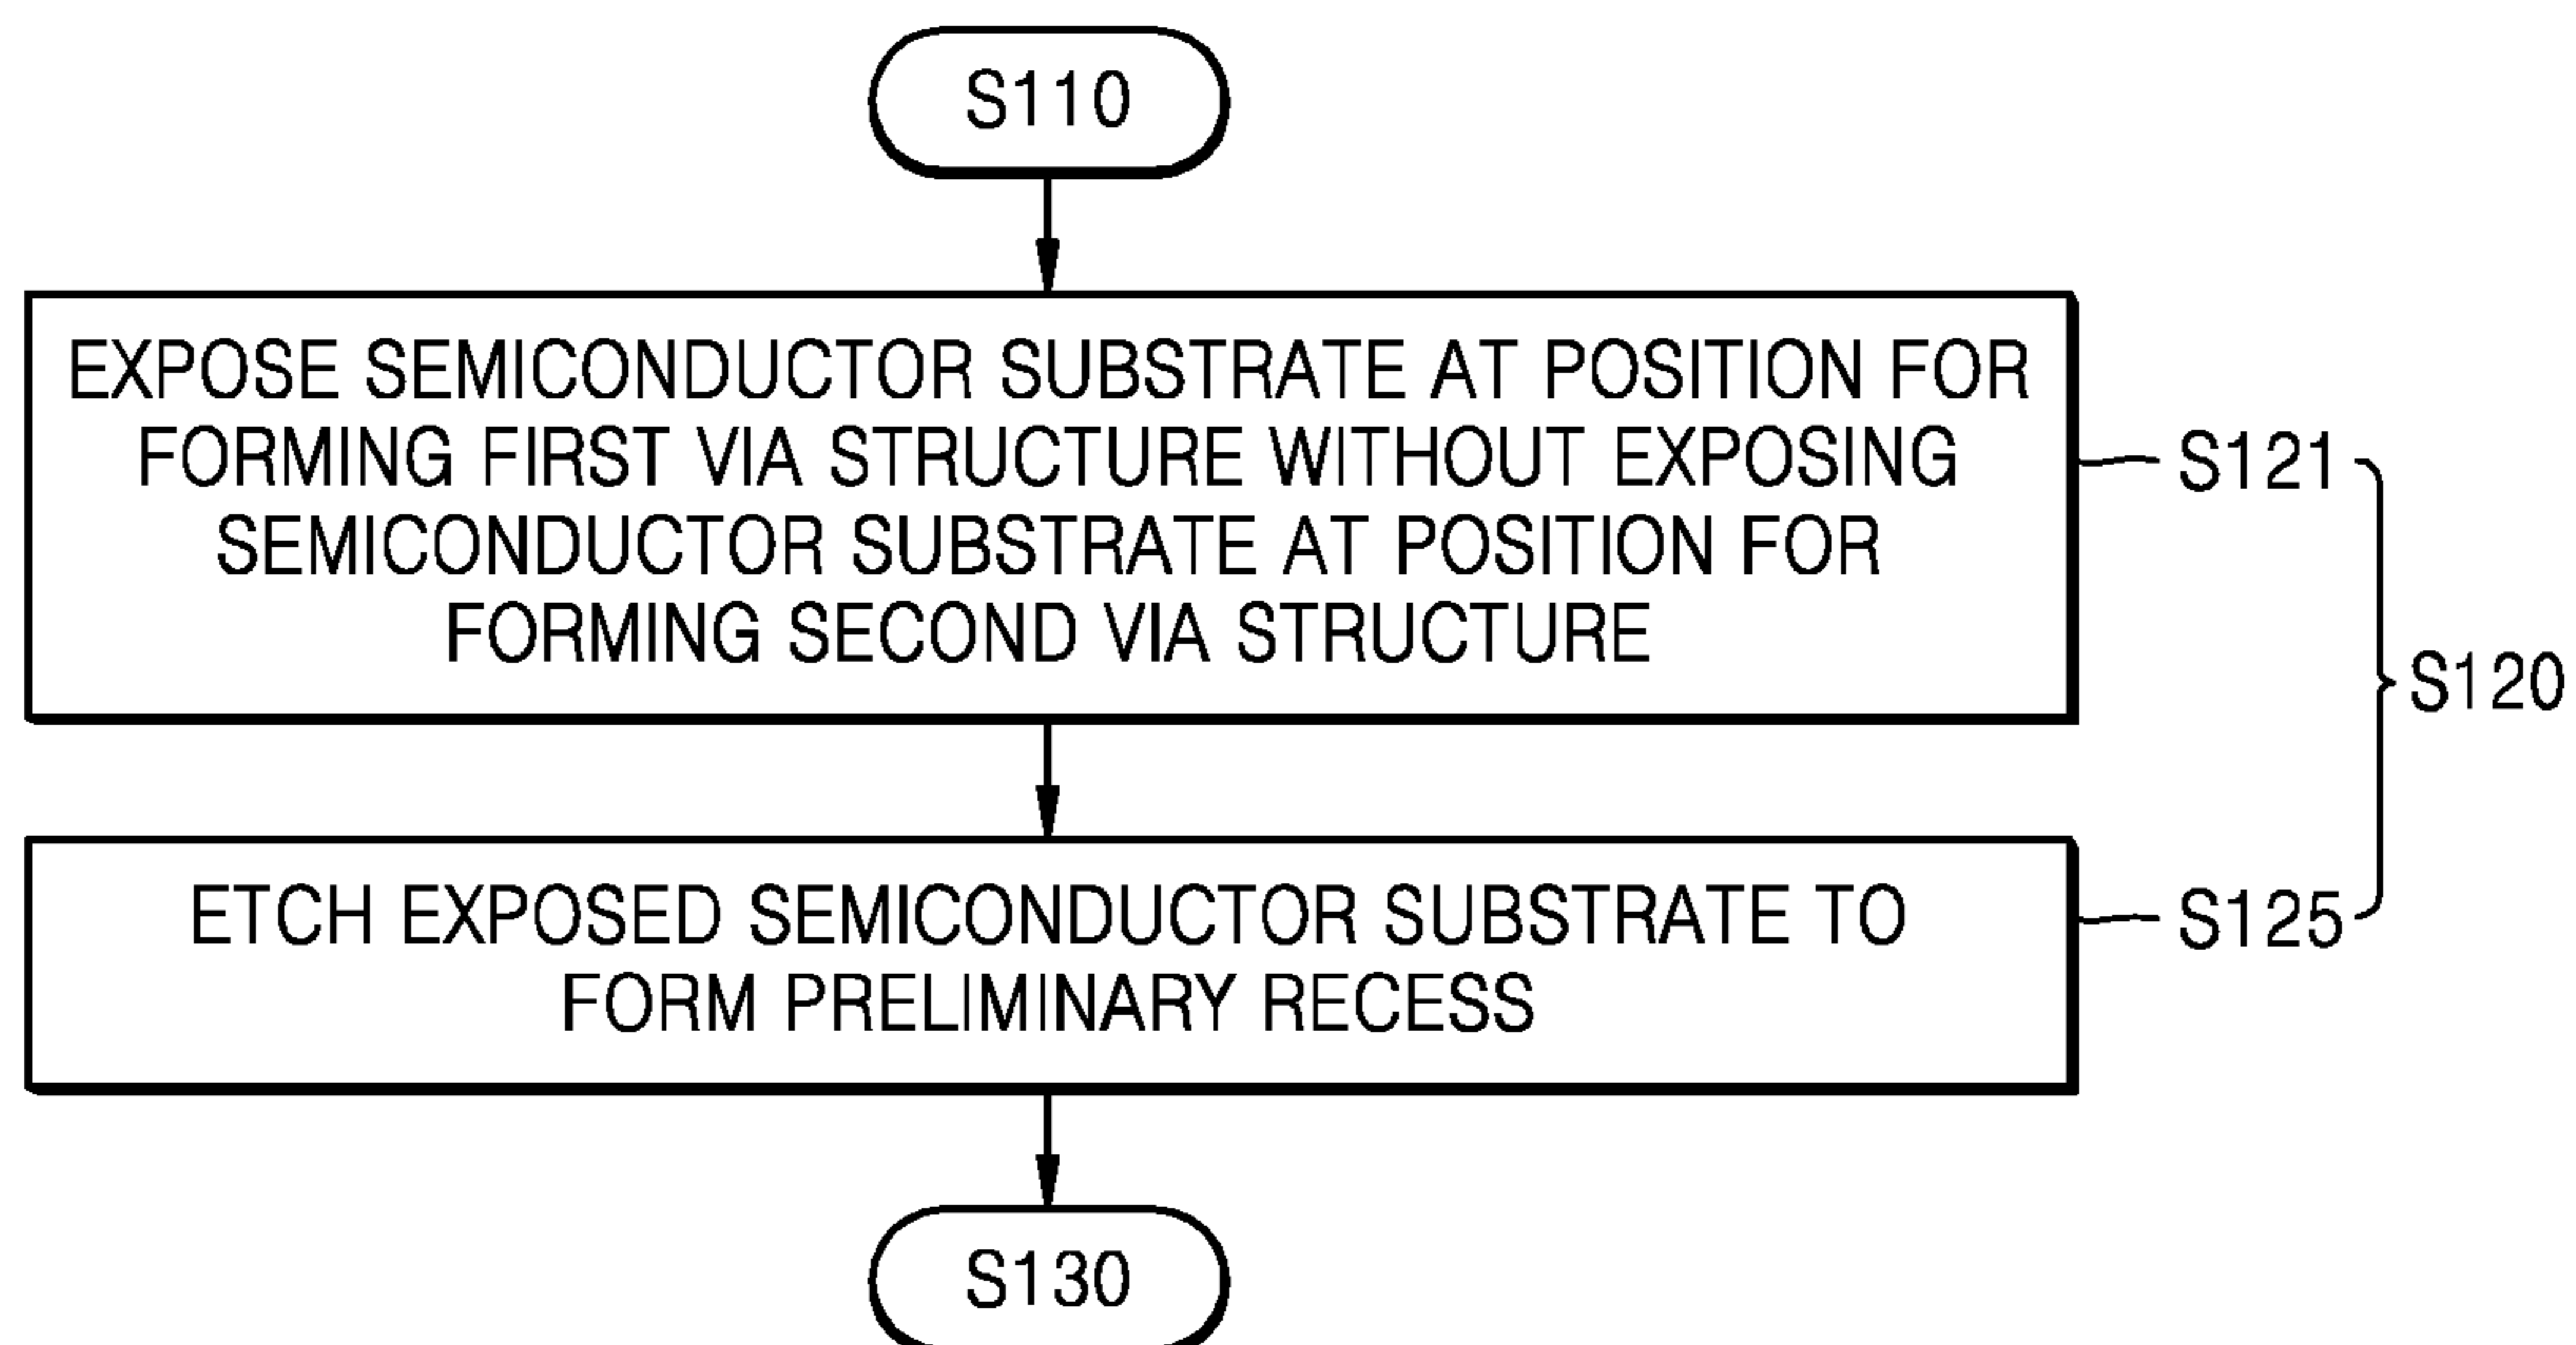 S110
EXPOSE SEMICONDUCTOR SUBSTRATE AT POSITION FOR
FORMING FIRST VIA STRUCTURE WITHOUT EXPOSING
SEMICONDUCTOR SUBSTRATE AT POSITION FOR
FORMING SECOND VIA STRUCTURE
S121
S120
ETCH EXPOSED SEMICONDUCTOR SUBSTRATE TO
FORM PRELIMINARY RECESS
S125
S130